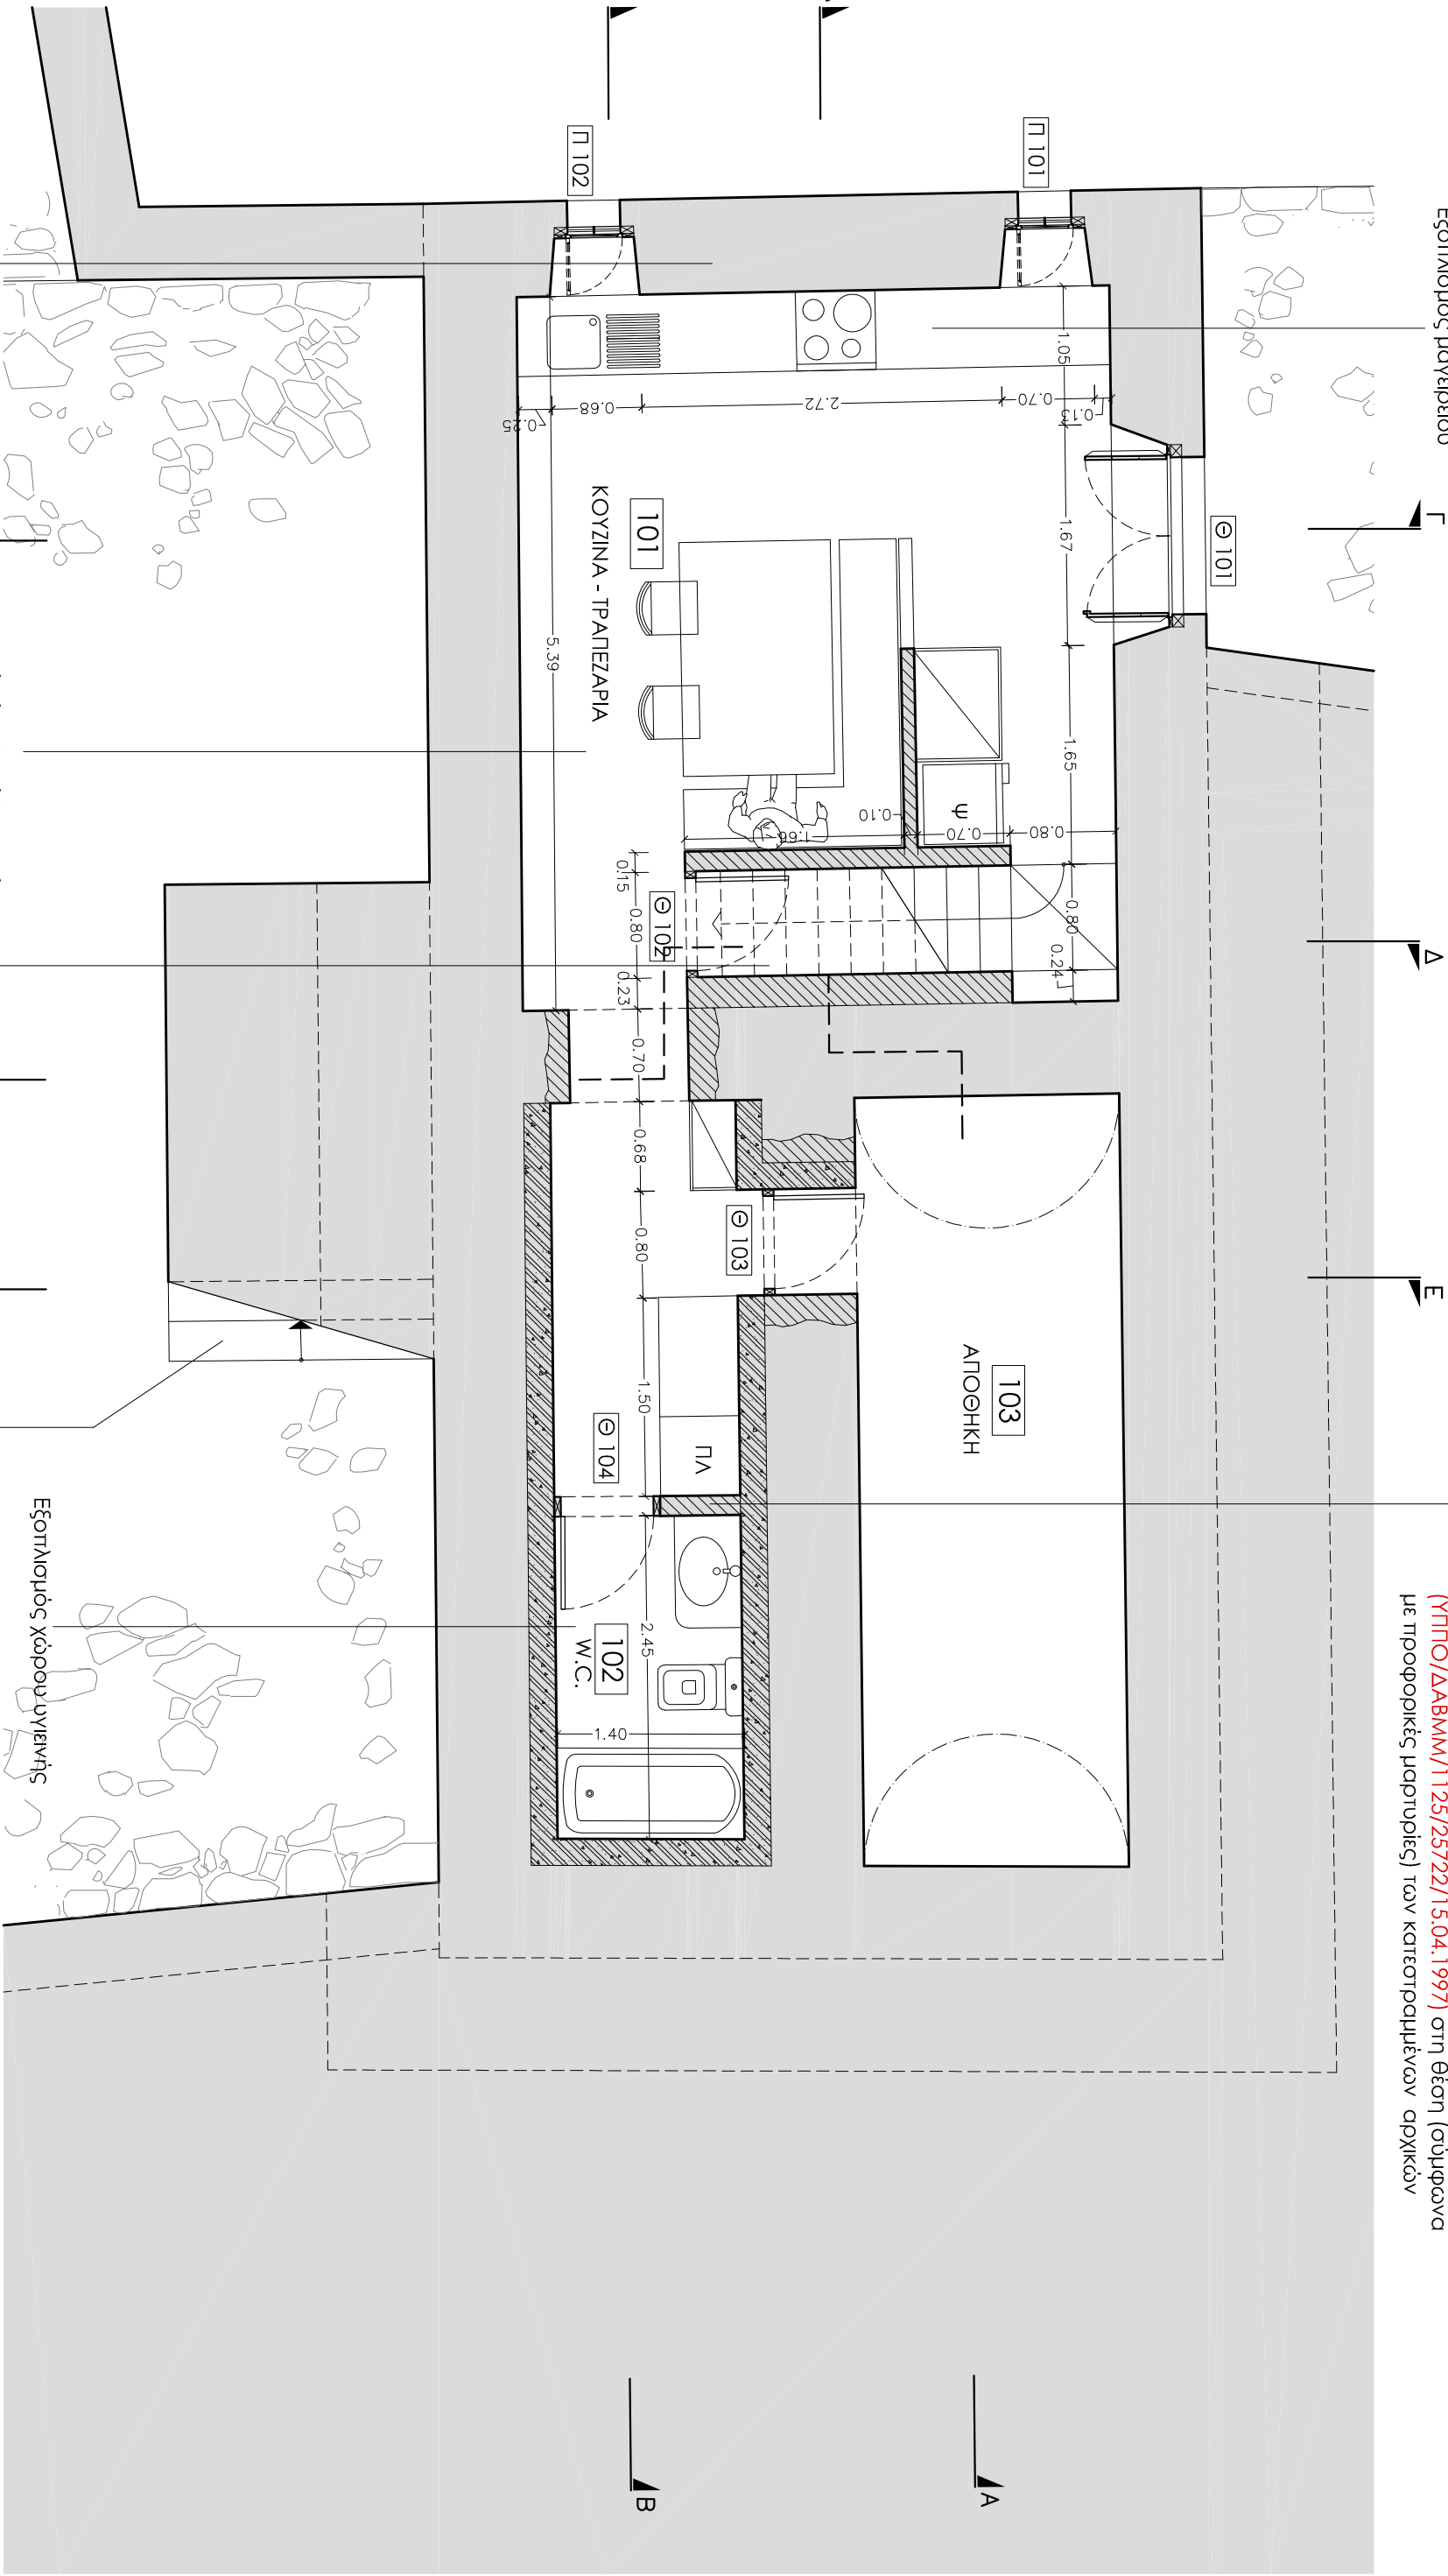 Εξοπλισμός μαγειρείου
(ΥΠΠΟ/ΔΑΒΜΜ/1125/25722/15.04.1997) στη θέση (σύμφωνα
με προφορικές μαρτυρίες) των κατεστραμμένων αρχικών
Γ
Δ
Ε
Θ 101
Π 101
Π 102
1.05
1.67
1.65
0.80
0.24
0.13
0.70
2.72
0.68
0.25
101
ΚΟΥΖΙΝΑ - ΤΡΑΠΕΖΑΡΙΑ
5.39
Ψ
0.80
0.70
0.10
1.66
Θ 102
0.15
0.80
0.23
0.70
0.68
0.80
1.50
2.45
Θ 103
103
ΑΠΟΘΗΚΗ
ΠΛ
Θ 104
102
W.C.
1.40
Εξοπλισμός χώρου υγιεινής
Α
Β